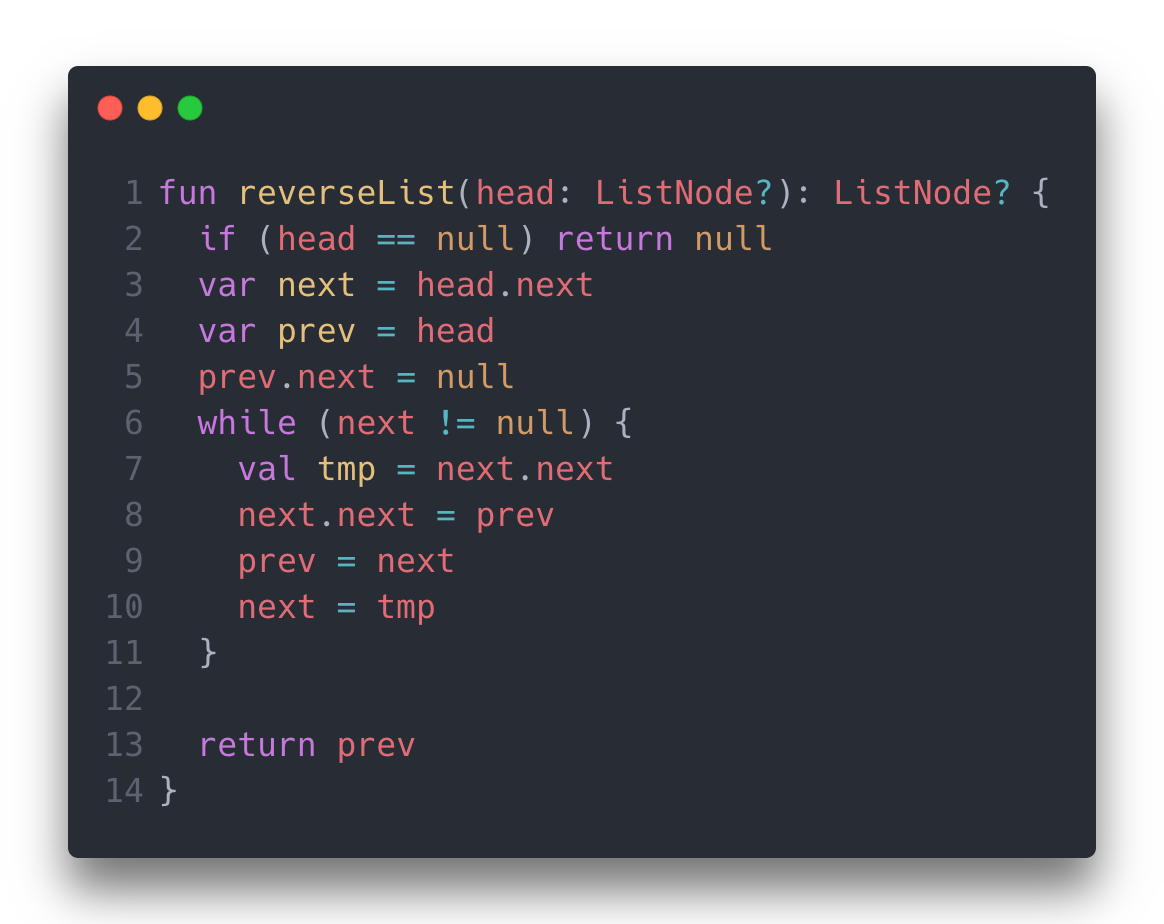 1 fun reverseList(head: ListNode?): ListNode? {
2   if (head == null) return null
3   var next = head.next
4   var prev = head
5   prev.next = null
6   while (next != null) {
7     val tmp = next.next
8     next.next = prev
9     prev = next
10     next = tmp
11   }
12
13   return prev
14 }